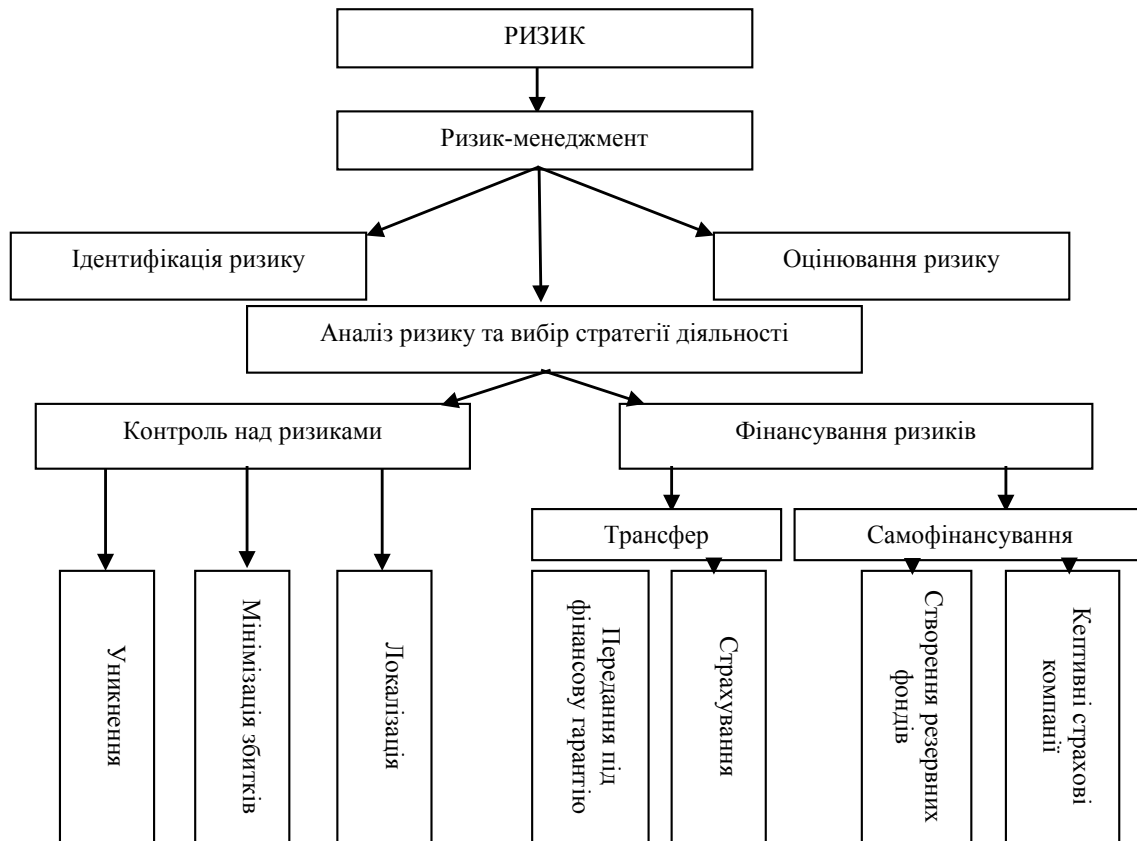 РИЗИК
Ризик-менеджмент
Ідентифікація ризику
Оцінювання ризику
Аналіз ризику та вибір стратегії діяльності
Контроль над ризиками
Фінансування ризиків
Трансфер
Самофінансування
Уникнення
Мінімізація збитків
Локалізація
Передання під
фінансову гарантію
Страхування
Створення резервних
фондів
Кептивні страхові
компанії